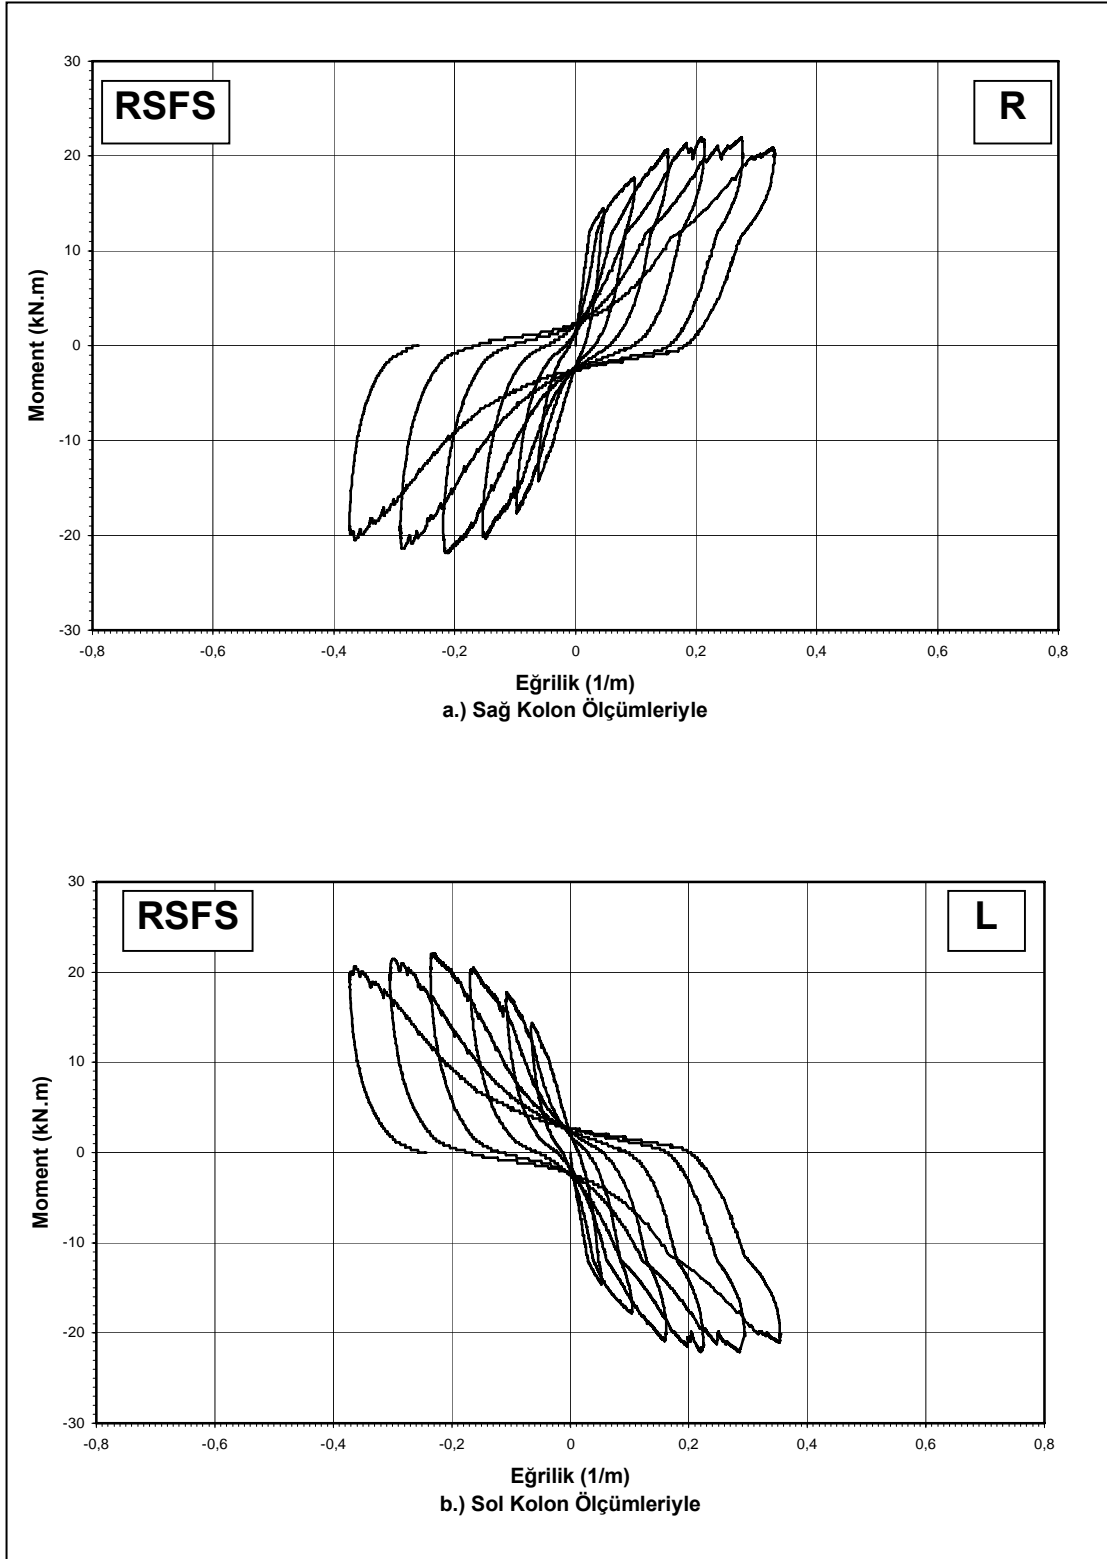 RSFS
R
30
20
10
0
-10
-20
-30
Moment (kN.m)
-0,8 -0,6 -0,4 -0,2 0 0,2 0,4 0,6 0,8
Eğrilik (1/m)
a.) Sağ Kolon Ölçümleriyle
RSFS
L
30
20
10
0
-10
-20
-30
Moment (kN.m)
-0,8 -0,6 -0,4 -0,2 0 0,2 0,4 0,6 0,8
Eğrilik (1/m)
b.) Sol Kolon Ölçümleriyle